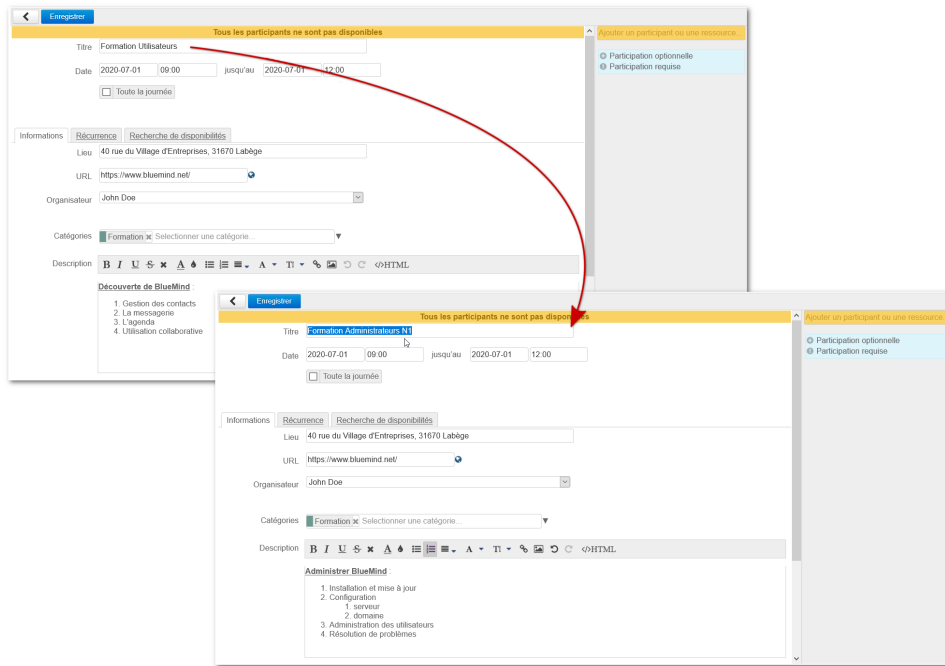 Enregistrer
Tous les participants ne sont pas disponibles
Ajouter un participant ou une ressource...
Titre Formation Utilisateurs
Participation optionnelle
Participation requise
Date 2020-07-01 09:00 jusqu'au 2020-07-01 12:00
Toute la journée
Informations Récurrence Recherche de disponibilités
Lieu 40 rue du Village d'Entreprises, 31670 Labège
URL https://www.bluemind.net/
Organisateur John Doe
Catégories Formation Selectionner une catégorie...
Description B I U S A A TI </>HTML
Découverte de BlueMind :
1. Gestion des contacts
2. La messagerie
3. L'agenda
4. Utilisation collaborative
Enregistrer
Tous les participants ne sont pas disponibles
Ajouter un participant ou une ressource...
Titre Formation Administrateurs N1
Participation optionnelle
Participation requise
Date 2020-07-01 09:00 jusqu'au 2020-07-01 12:00
Toute la journée
Informations Récurrence Recherche de disponibilités
Lieu 40 rue du Village d'Entreprises, 31670 Labège
URL https://www.bluemind.net/
Organisateur John Doe
Catégories Formation Selectionner une catégorie...
Description B I U S A A TI </>HTML
Administrer BlueMind :
1. Installation et mise à jour
2. Configuration
1. serveur
2. domaine
3. Administration des utilisateurs
4. Résolution de problèmes